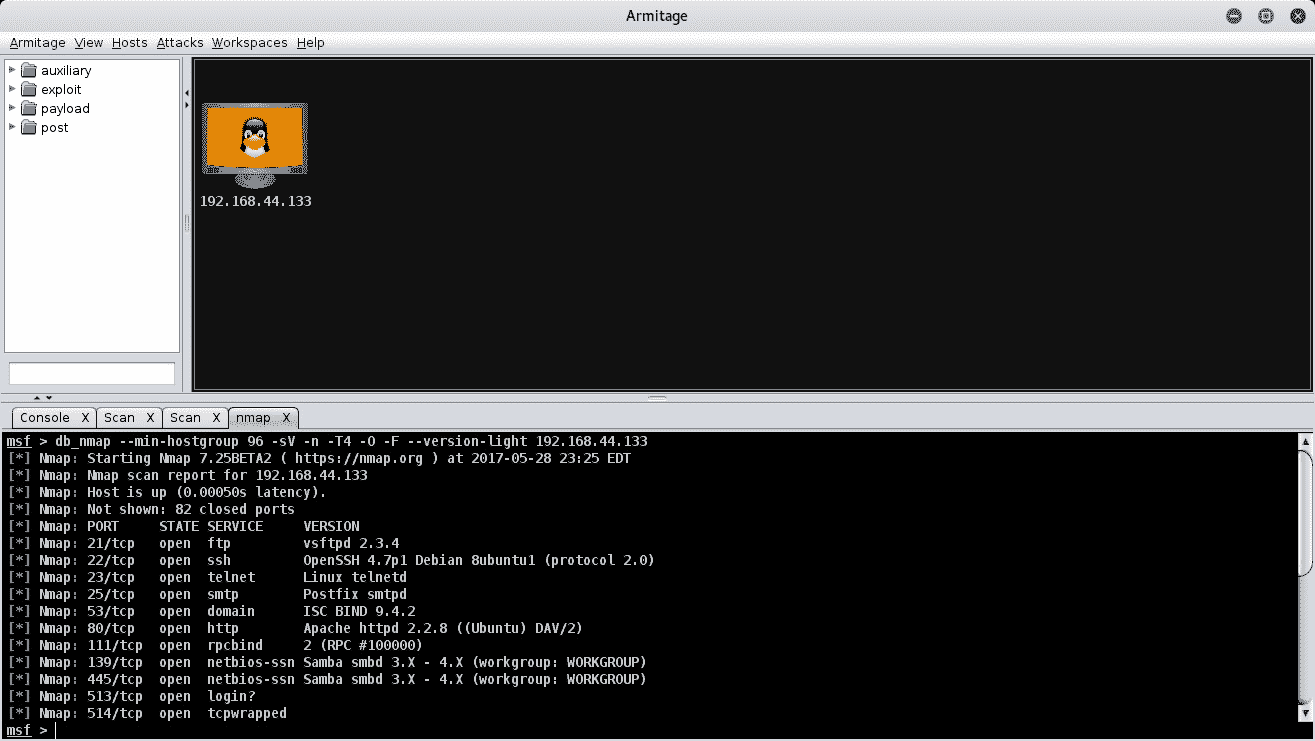 Armitage
Armitage View Hosts Attacks Workspaces Help
auxiliary
exploit
payload
post
192.168.44.133
Console X Scan X Scan X nmap X
msf > db_nmap --min-hostgroup 96 -sV -n -T4 -O -F --version-light 192.168.44.133
[*] Nmap: Starting Nmap 7.25BETA2 ( https://nmap.org ) at 2017-05-28 23:25 EDT
[*] Nmap: Nmap scan report for 192.168.44.133
[*] Nmap: Host is up (0.00050s latency).
[*] Nmap: Not shown: 82 closed ports
[*] Nmap: PORT     STATE SERVICE     VERSION
[*] Nmap: 21/tcp   open  ftp         vsftpd 2.3.4
[*] Nmap: 22/tcp   open  ssh         OpenSSH 4.7p1 Debian 8ubuntu1 (protocol 2.0)
[*] Nmap: 23/tcp   open  telnet      Linux telnetd
[*] Nmap: 25/tcp   open  smtp        Postfix smtpd
[*] Nmap: 53/tcp   open  domain      ISC BIND 9.4.2
[*] Nmap: 80/tcp   open  http        Apache httpd 2.2.8 ((Ubuntu) DAV/2)
[*] Nmap: 111/tcp  open  rpcbind     2 (RPC #100000)
[*] Nmap: 139/tcp  open  netbios-ssn Samba smbd 3.X - 4.X (workgroup: WORKGROUP)
[*] Nmap: 445/tcp  open  netbios-ssn Samba smbd 3.X - 4.X (workgroup: WORKGROUP)
[*] Nmap: 513/tcp  open  login?
[*] Nmap: 514/tcp  open  tcpwrapped
msf >